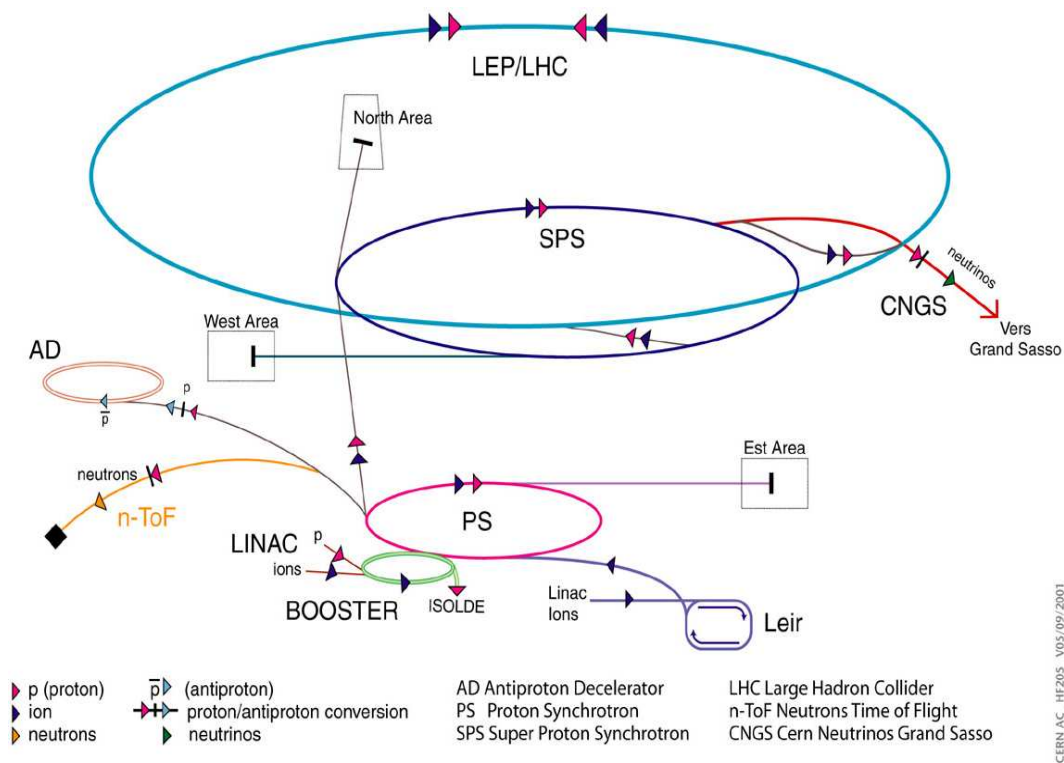 LEP/LHC
North Area
SPS
neutrinos
CNGS
Vers
Grand Sasso
West Area
AD
p
p̅
neutrons
n-ToF
Est Area
PS
LINAC
p
ions
BOOSTER
ISOLDE
Linac
Ions
Leir
p (proton)
ion
neutrons
p̅ (antiproton)
proton/antiproton conversion
neutrinos
AD Antiproton Decelerator
PS Proton Synchrotron
SPS Super Proton Synchrotron
LHC Large Hadron Collider
n-ToF Neutrons Time of Flight
CNGS Cern Neutrinos Grand Sasso
CERN AC HF205 V05/09/2001